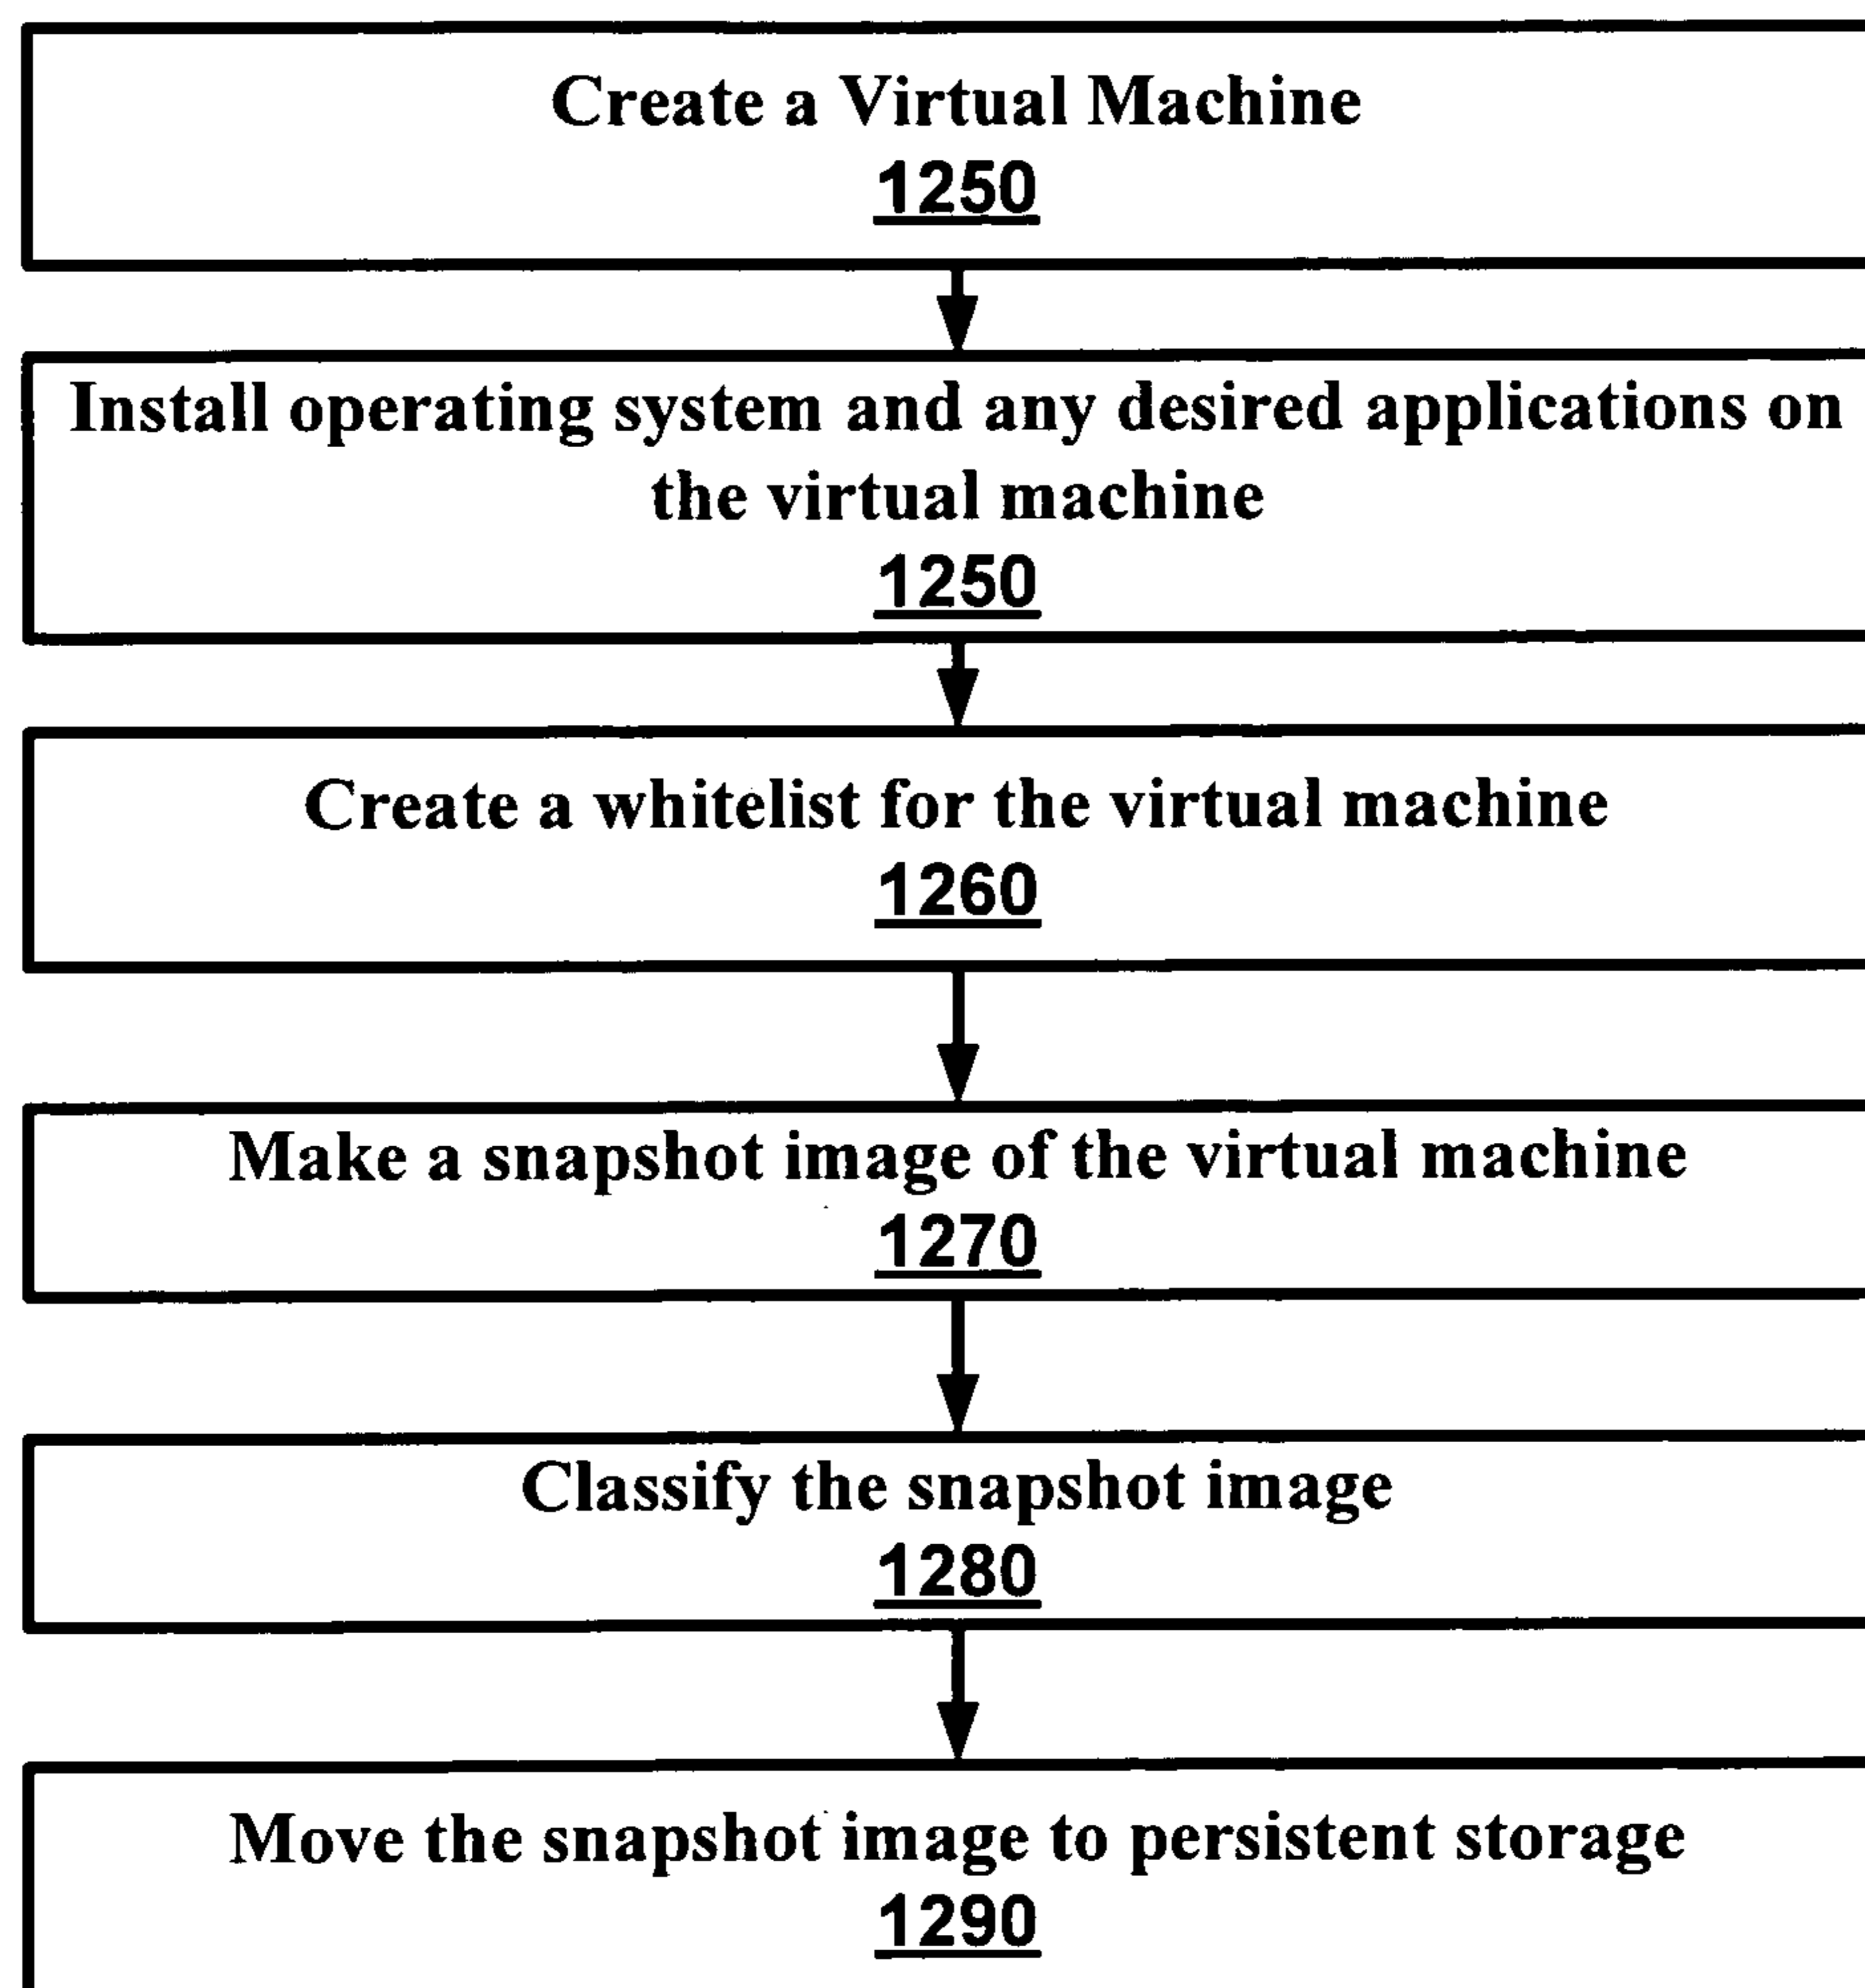 Create a Virtual Machine
1250
Install operating system and any desired applications on
the virtual machine
1250
Create a whitelist for the virtual machine
1260
Make a snapshot image of the virtual machine
1270
Classify the snapshot image
1280
Move the snapshot image to persistent storage
1290